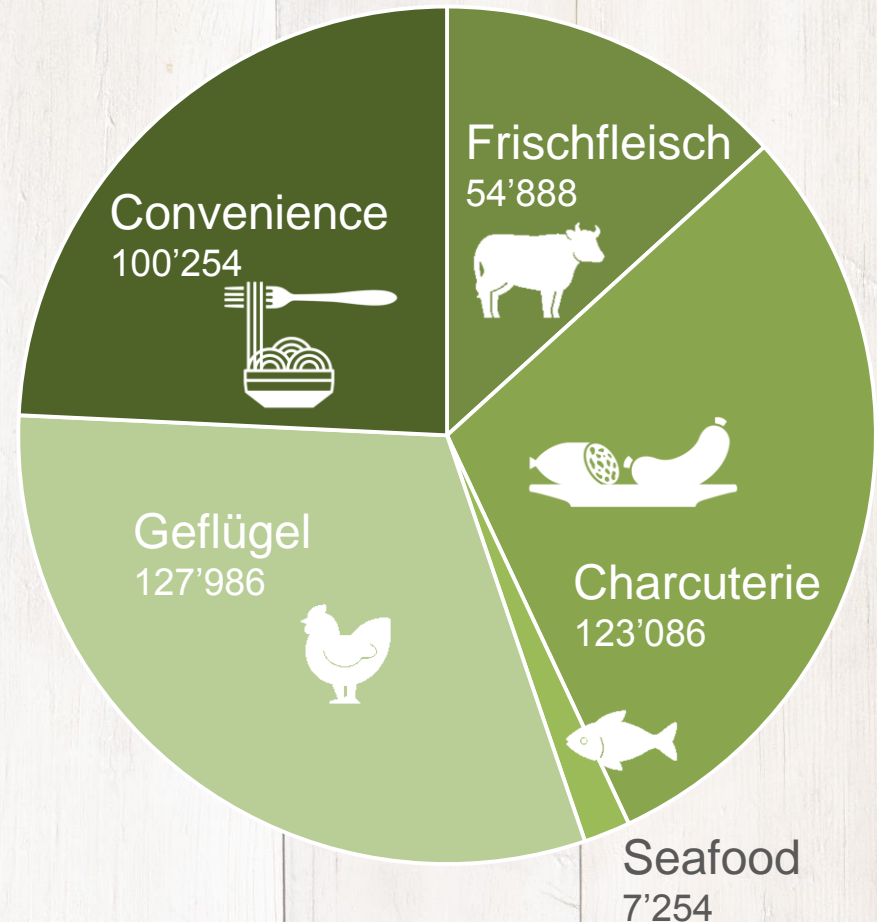 Frischfleisch
54’888
Convenience
100’254
Geflügel
127’986
Charcuterie
123’086
Seafood
7’254